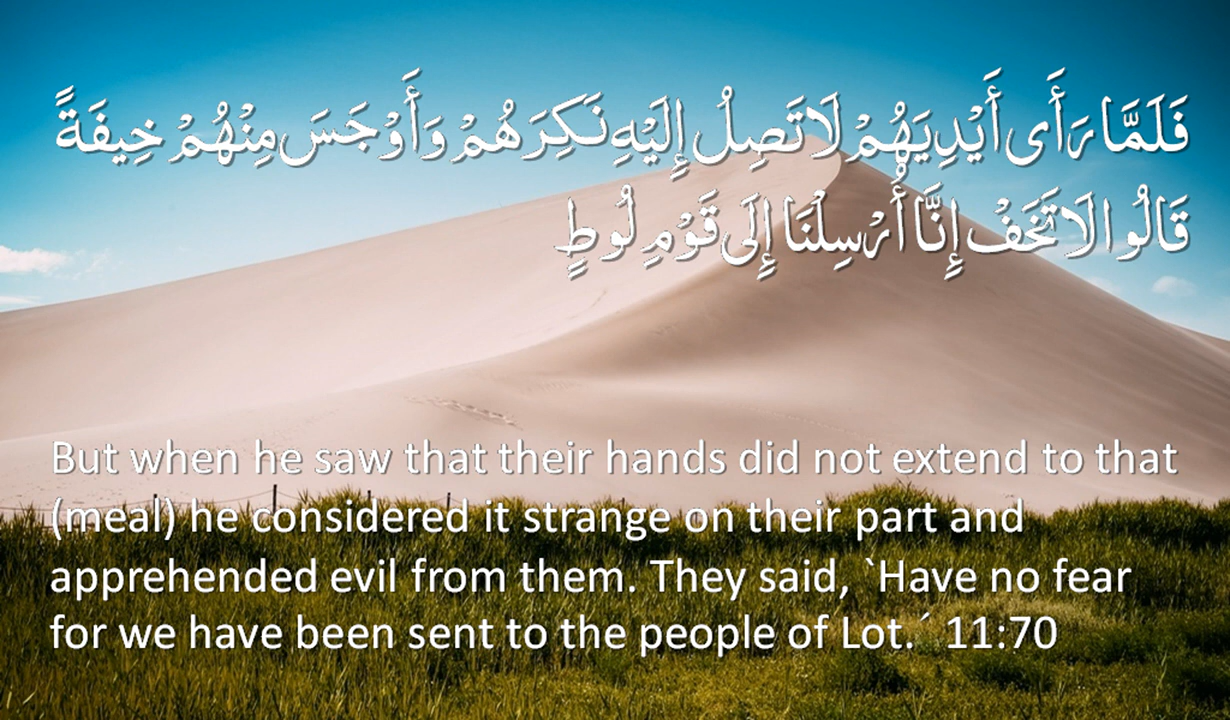 فَلَمَّا رَأَى أَيْدِيَهُمْ لَا تَصِلُ إِلَيْهِ نَكِرَهُمْ وَأَوْجَسَ مِنْهُمْ خِيفَةً
قَالُوا لَا تَخَفْ إِنَّا أُرْسِلْنَا إِلَى قَوْمِ لُوطٍ
But when he saw that their hands did not extend to that
(meal) he considered it strange on their part and
apprehended evil from them. They said, `Have no fear
for we have been sent to the people of Lot.´ 11:70